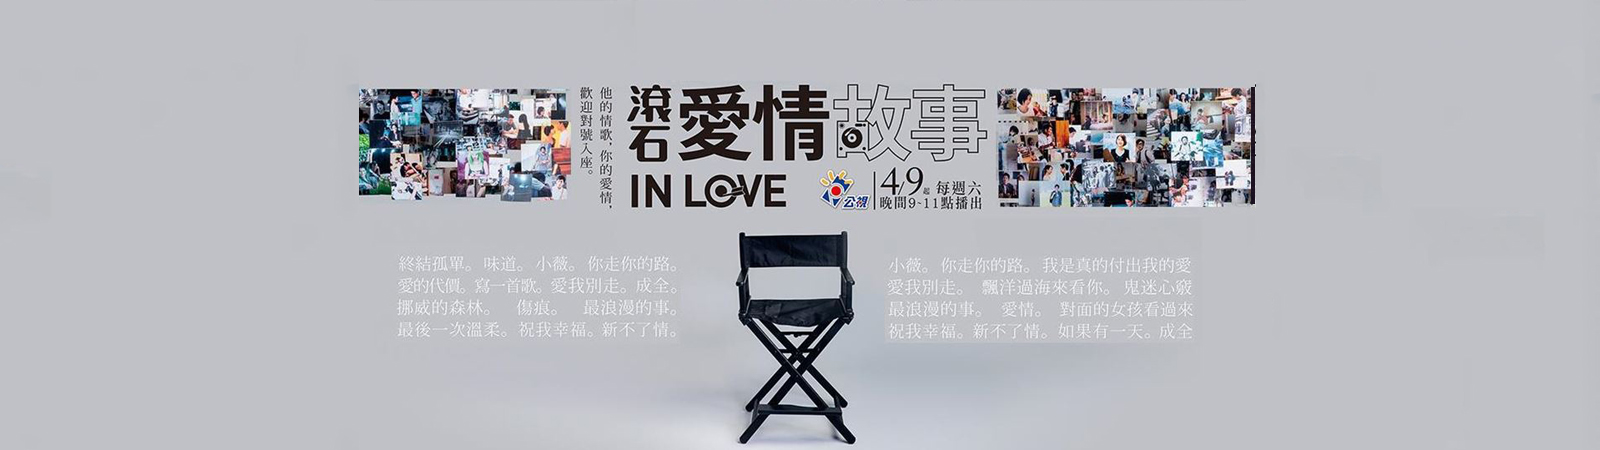 他的情歌，你的愛情，
歡迎對號入座。
滾石愛情故事
IN LOVE
公視
4/9起 每週六
晚間9~11點播出
終結孤單。味道。小薇。你走你的路。
愛的代價。寫一首歌。愛我別走。成全。
挪威的森林。 傷痕。 最浪漫的事。
最後一次溫柔。祝我幸福。新不了情。
小薇。你走你的路。我是真的付出我的愛
愛我別走。 飄洋過海來看你。鬼迷心竅
最浪漫的事。 愛情。 對面的女孩看過來
祝我幸福。新不了情。如果有一天。成全